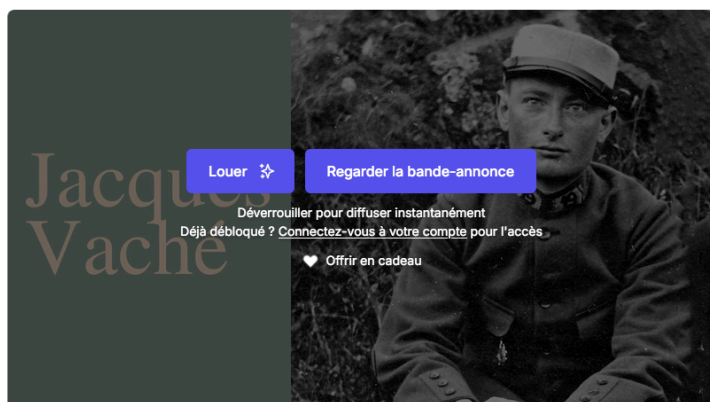 Jacques
Vaché
Louer
Regarder la bande-annonce
Déverrouiller pour diffuser instantanément
Déjà débloqué ? Connectez-vous à votre compte pour l'accès
Offrir en cadeau